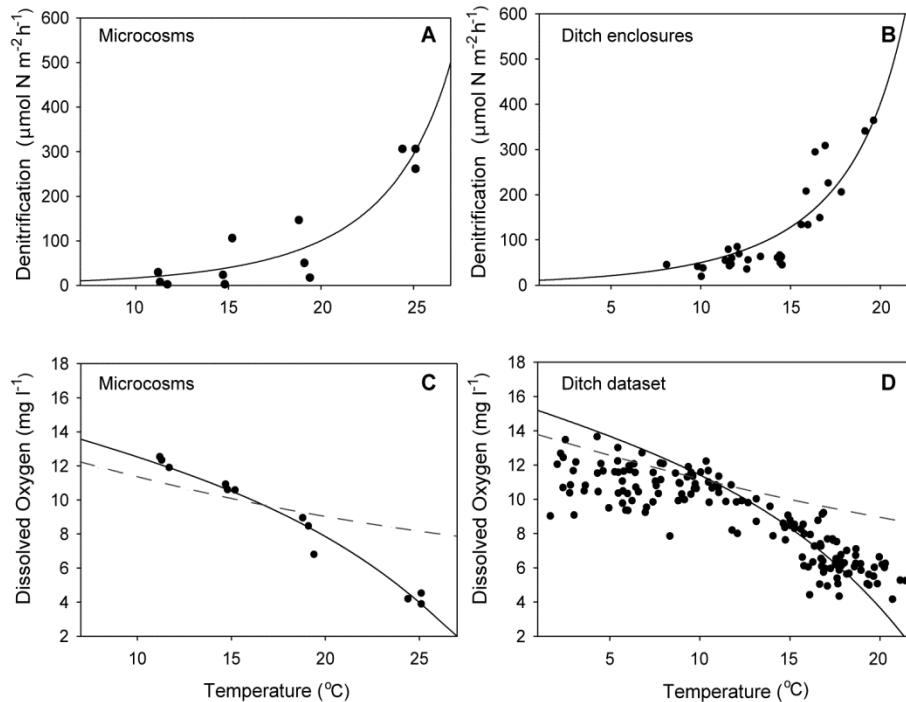 Microcosms A
Ditch enclosures B
Denitrification (µmol N m⁻² h⁻¹)
600
500
400
300
200
100
0
10 15 20 25
Denitrification (µmol N m⁻² h⁻¹)
600
500
400
300
200
100
0
5 10 15 20
Microcosms C
Ditch dataset D
Dissolved Oxygen (mg l⁻¹)
18
16
14
12
10
8
6
4
2
10 15 20 25
Temperature (°C)
Dissolved Oxygen (mg l⁻¹)
18
16
14
12
10
8
6
4
2
5 10 15 20
Temperature (°C)